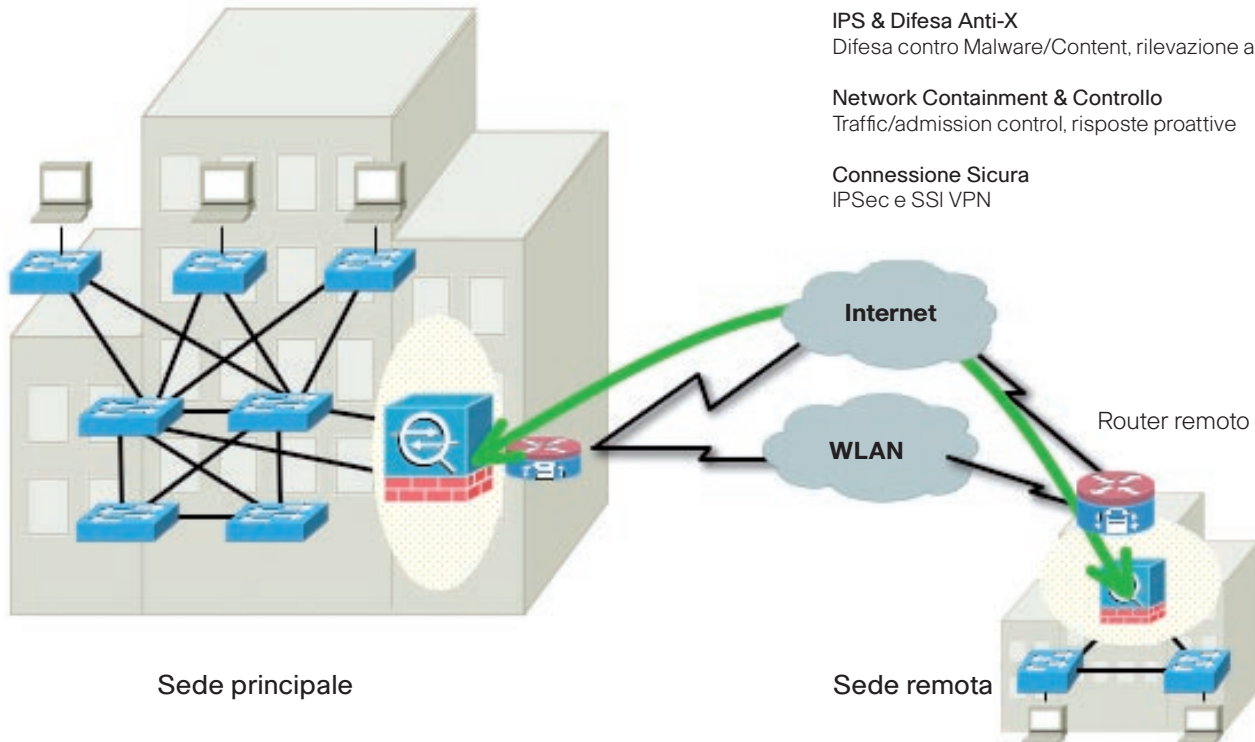 IPS & Difesa Anti-X
Difesa contro Malware/Content, rilevazione a
Network Containment & Controllo
Traffic/admission control, risposte proattive
Connessione Sicura
IPSec e SSI VPN
Internet
WLAN
Router remoto
Sede principale
Sede remota